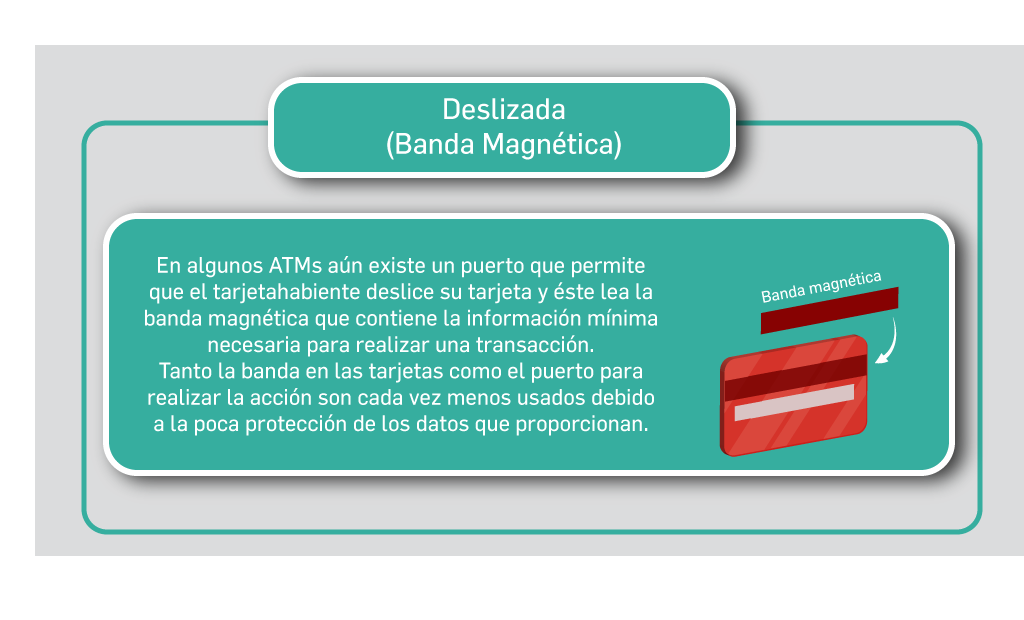 Deslizada
(Banda Magnética)
En algunos ATMs aún existe un puerto que permite
que el tarjetahabiente deslice su tarjeta y éste lea la
banda magnética que contiene la información mínima
necesaria para realizar una transacción.
Tanto la banda en las tarjetas como el puerto para
realizar la acción son cada vez menos usados debido
a la poca protección de los datos que proporcionan.
Banda magnética